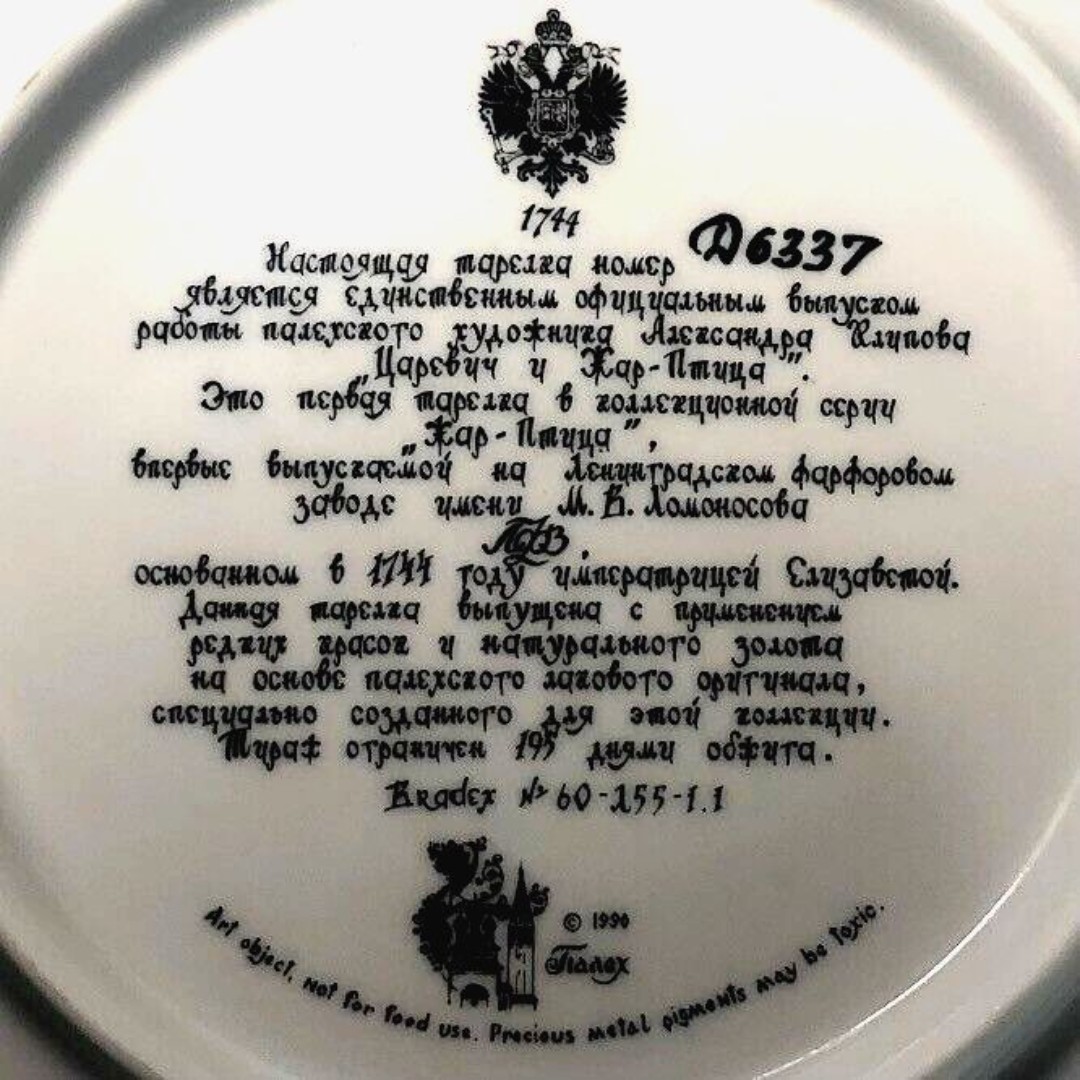 1744
Настоящая тарелка номер D6337
является единственным официальным выпуском
работы палехского художника Александра Клипова
„Царевич и Жар-Птица".
Это первая тарелка в коллекционной серии
„Жар-Птица",
впервые выпускаемой на Ленинградском фарфоровом
заводе имени М. В. Ломоносова
ЛФЗ,
основанном в 1744 году императрицей Елизаветой.
Данная тарелка выпущена с применением
редких красок и натурального золота
на основе палехского лакового оригинала,
специально созданного для этой коллекции.
Тираж ограничен 195 днями обжига.
Bradex № 60-155-1.1
© 1990
Палех
Art object, not for food use. Precious metal pigments may be toxic.